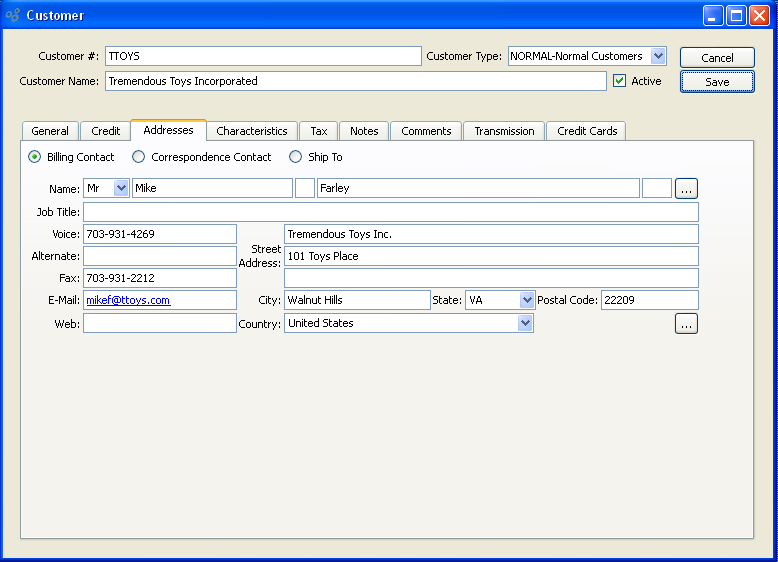 Customer
Customer #: TTOYS Customer Type: NORMAL-Normal Customers Cancel
Customer Name: Tremendous Toys Incorporated Active Save
General Credit Addresses Characteristics Tax Notes Comments Transmission Credit Cards
Billing Contact Correspondence Contact Ship To
Name: Mr Mike Farley ...
Job Title:
Voice: 703-931-4269 Tremendous Toys Inc.
Alternate: Street Address: 101 Toys Place
Fax: 703-931-2212
E-Mail: mikef@ttoys.com City: Walnut Hills State: VA Postal Code: 22209
Web: Country: United States ...